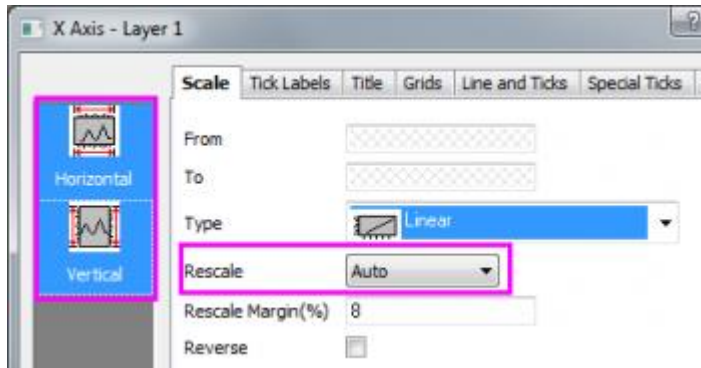 X Axis - Layer 1
Scale Tick Labels Title Grids Line and Ticks Special Ticks
Horizontal
Vertical
From
To
Type Linear
Rescale Auto
Rescale Margin(%) 8
Reverse